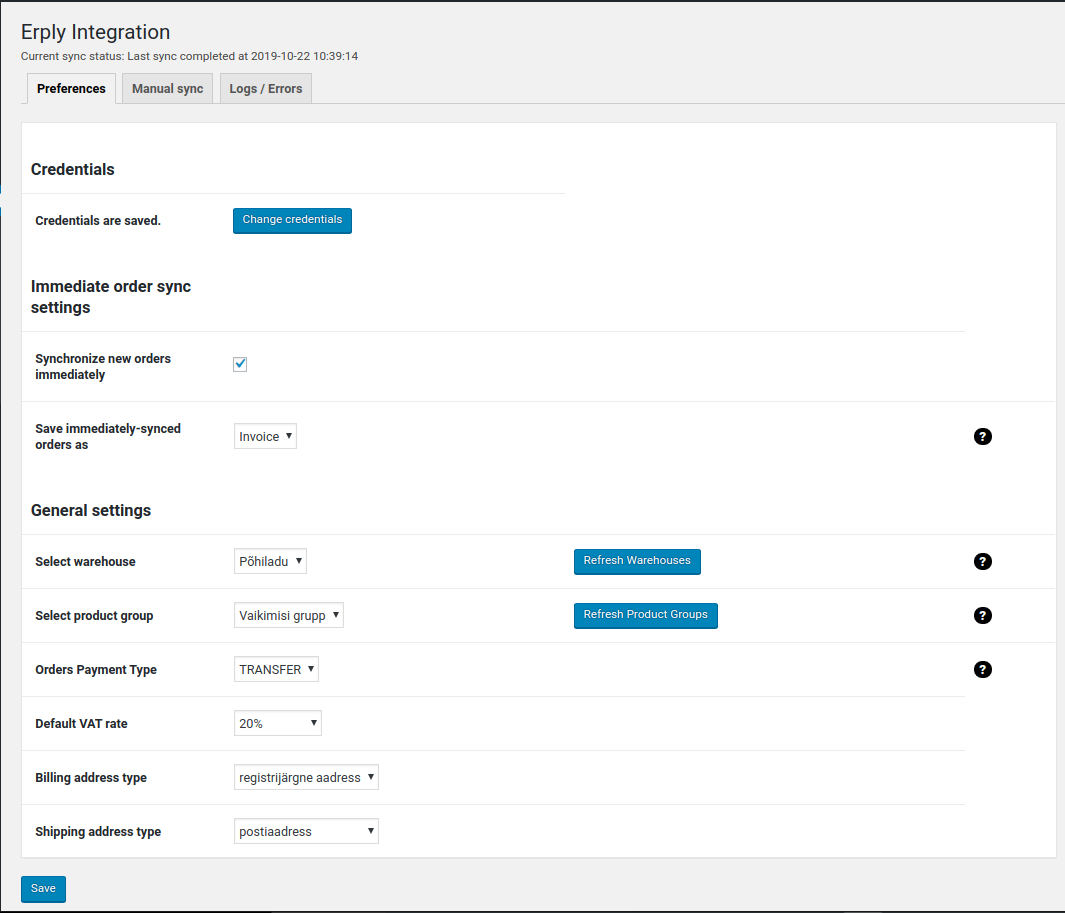 Erply Integration
Current sync status: Last sync completed at 2019-10-22 10:39:14
Preferences Manual sync Logs / Errors
Credentials
Credentials are saved. Change credentials
Immediate order sync
settings
Synchronize new orders
immediately
Save immediately-synced
orders as
Invoice ?
General settings
Select warehouse Põhiladu Refresh Warehouses ?
Select product group Vaikimisi grupp Refresh Product Groups ?
Orders Payment Type TRANSFER ?
Default VAT rate 20%
Billing address type registrijärgne aadress
Shipping address type postiaadress
Save